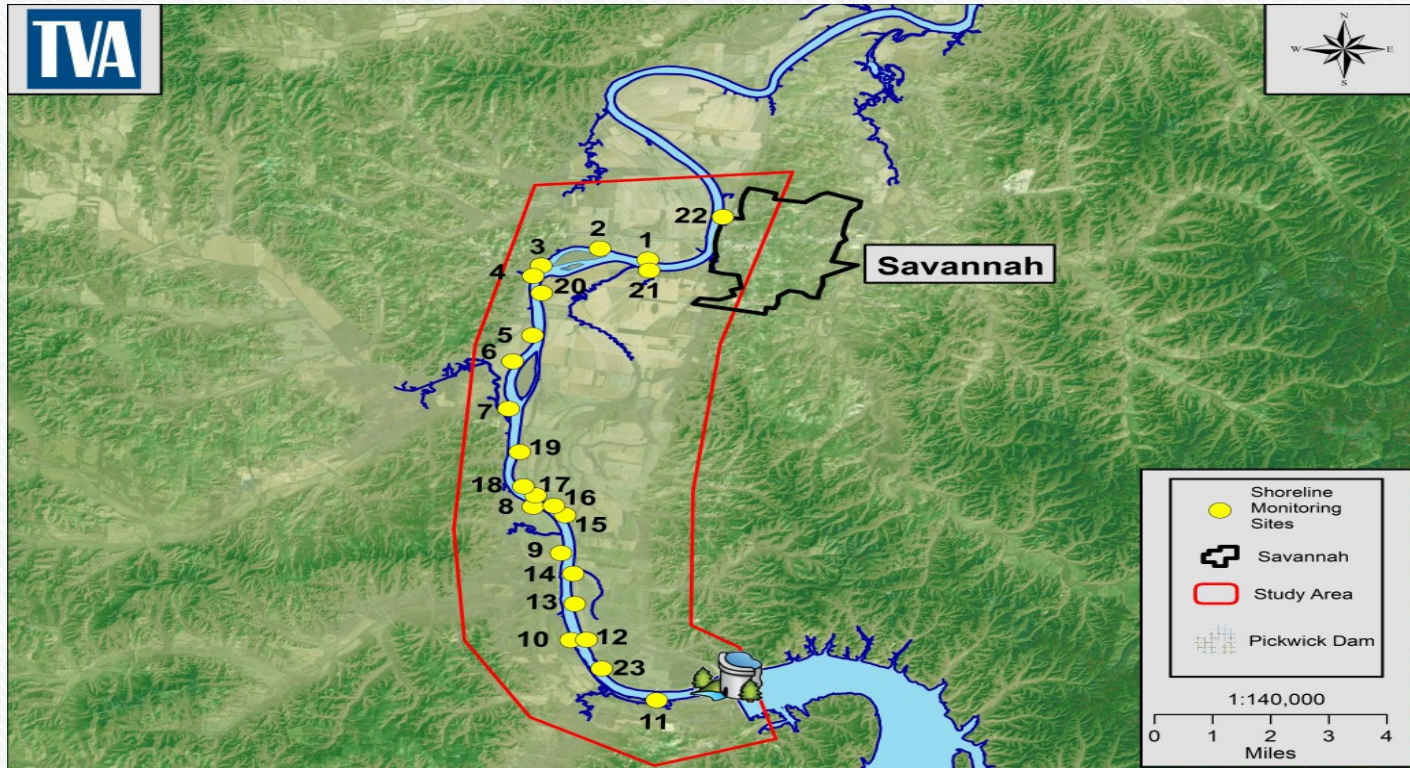 TVA
N
W E
S
22
2
1
3
4
21
20
Savannah
5
6
7
19
18
17
16
8
15
9
14
13
10
12
23
11
Shoreline
Monitoring
Sites
Savannah
Study Area
Pickwick Dam
1:140,000
0 1 2 3 4
Miles